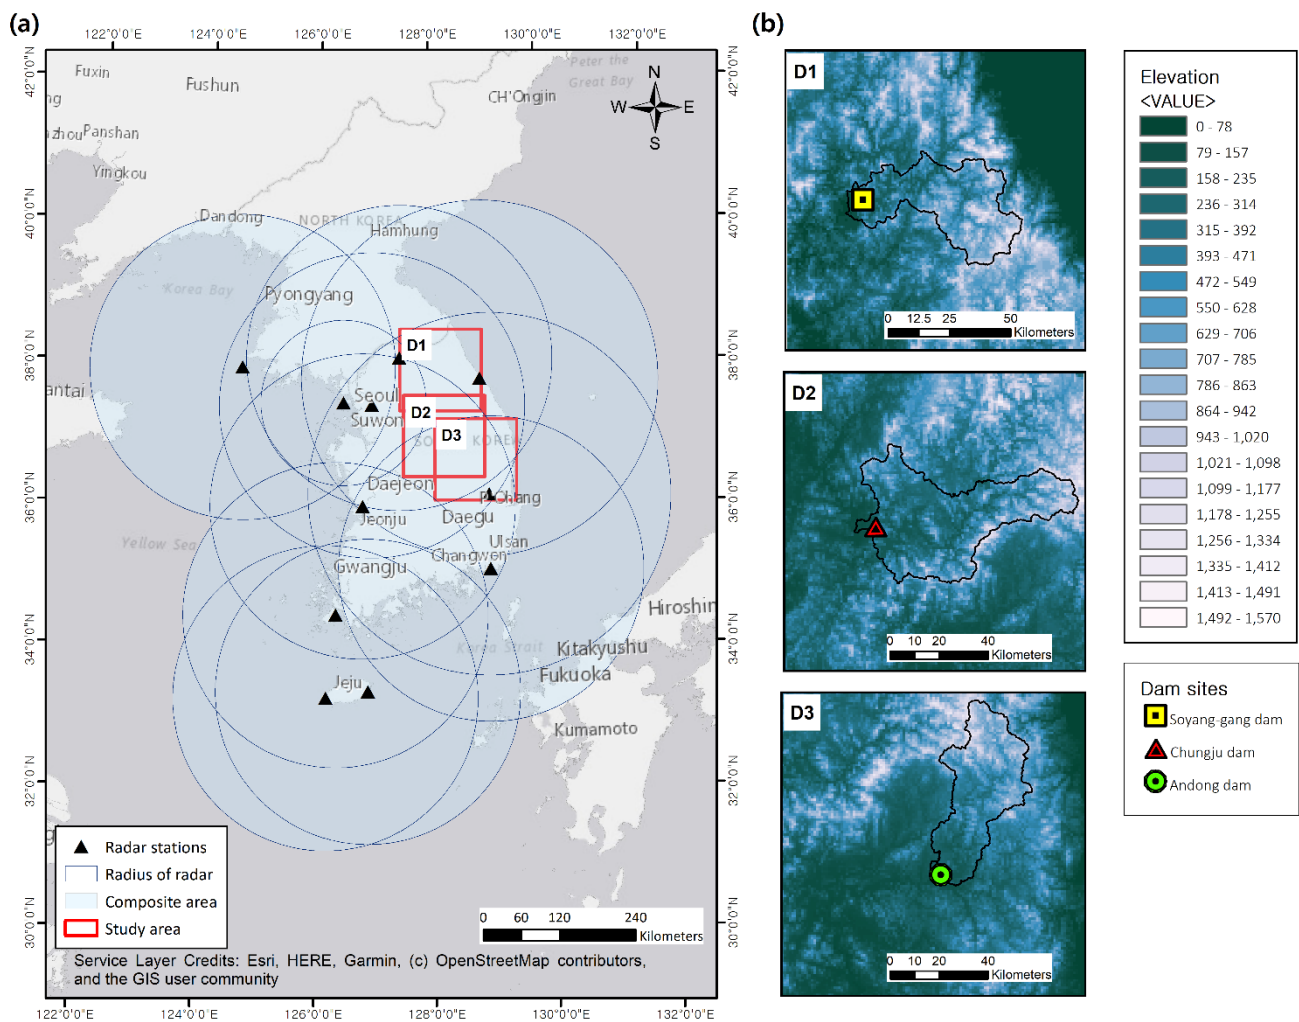 (a)
122°0'0"E 124°0'0"E 126°0'0"E 128°0'0"E 130°0'0"E 132°0'0"E
42°0'0"N
40°0'0"N
38°0'0"N
36°0'0"N
34°0'0"N
32°0'0"N
30°0'0"N
Fuxin
Fushun
Peter the
Great Bay
CH'Ongjin
N
W E
S
Panshan
Yingkou
Dandong
NORTH KOREA
Hamhung
Korea Bay
Pyongyang
D1
antai
Seoul
Suwon
D2
D3
SO KOREA
Daejeon
P'Ohang
Jeonju
Daegu
Yellow Sea
Ulsan
Changwon
Gwangju
Hiroshim
Korea Strait
Kitakyushu
Fukuoka
Jeju
Kumamoto
Radar stations
Radius of radar
Composite area
Study area
0 60 120 240
Kilometers
Service Layer Credits: Esri, HERE, Garmin, (c) OpenStreetMap contributors,
and the GIS user community
42°0'0"N
40°0'0"N
38°0'0"N
36°0'0"N
34°0'0"N
32°0'0"N
30°0'0"N
122°0'0"E 124°0'0"E 126°0'0"E 128°0'0"E 130°0'0"E 132°0'0"E
(b)
D1
0 12.5 25 50
Kilometers
D2
0 10 20 40
Kilometers
D3
0 10 20 40
Kilometers
Elevation
<VALUE>
0 - 78
79 - 157
158 - 235
236 - 314
315 - 392
393 - 471
472 - 549
550 - 628
629 - 706
707 - 785
786 - 863
864 - 942
943 - 1,020
1,021 - 1,098
1,099 - 1,177
1,178 - 1,255
1,256 - 1,334
1,335 - 1,412
1,413 - 1,491
1,492 - 1,570
Dam sites
Soyang-gang dam
Chungju dam
Andong dam